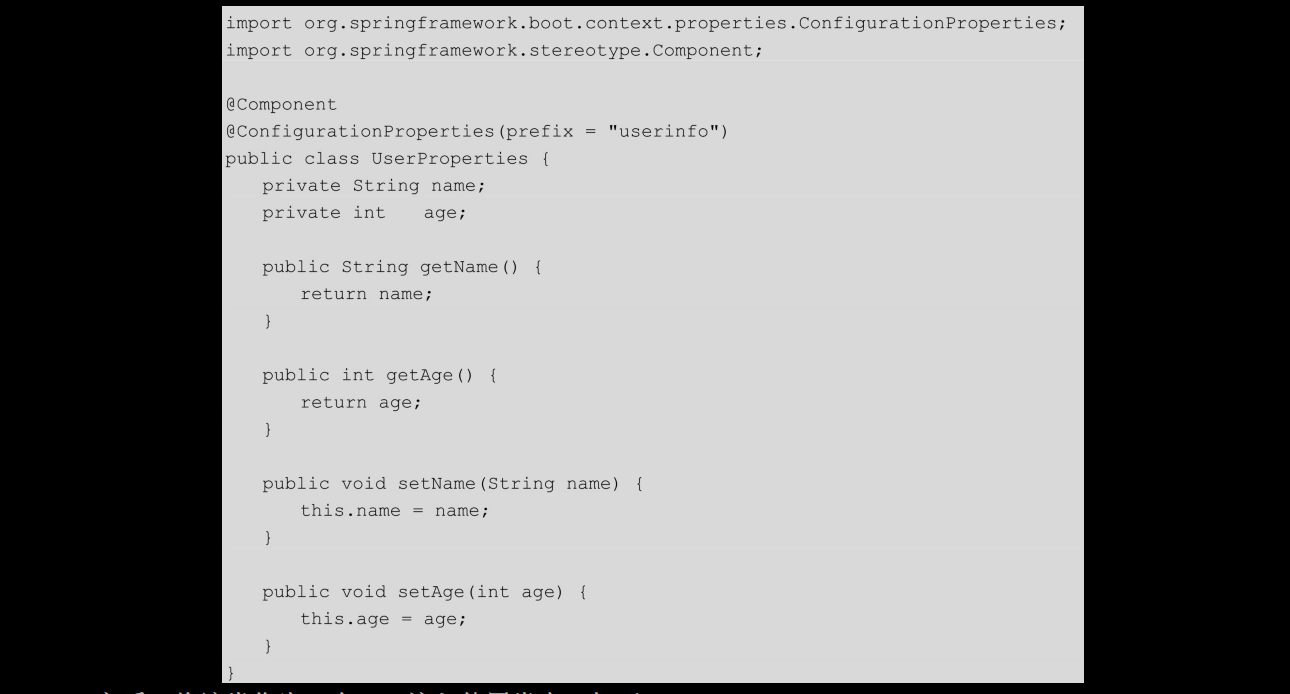 import org.springframework.boot.context.properties.ConfigurationProperties;
import org.springframework.stereotype.Component;
@Component
@ConfigurationProperties(prefix = "userinfo")
public class UserProperties {
private String name;
private int age;
public String getName() {
return name;
}
public int getAge() {
return age;
}
public void setName(String name) {
this.name = name;
}
public void setAge(int age) {
this.age = age;
}
}